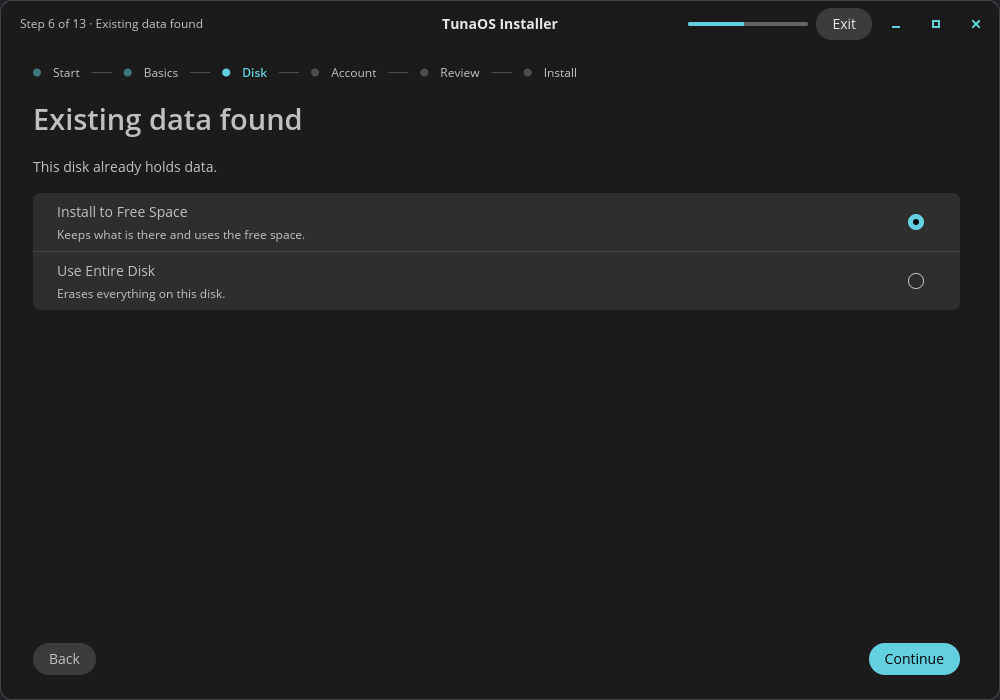 Step 6 of 13 · Existing data found
TunaOS Installer
Exit
Start
Basics
Disk
Account
Review
Install
Existing data found
This disk already holds data.
Install to Free Space
Keeps what is there and uses the free space.
Use Entire Disk
Erases everything on this disk.
Back
Continue